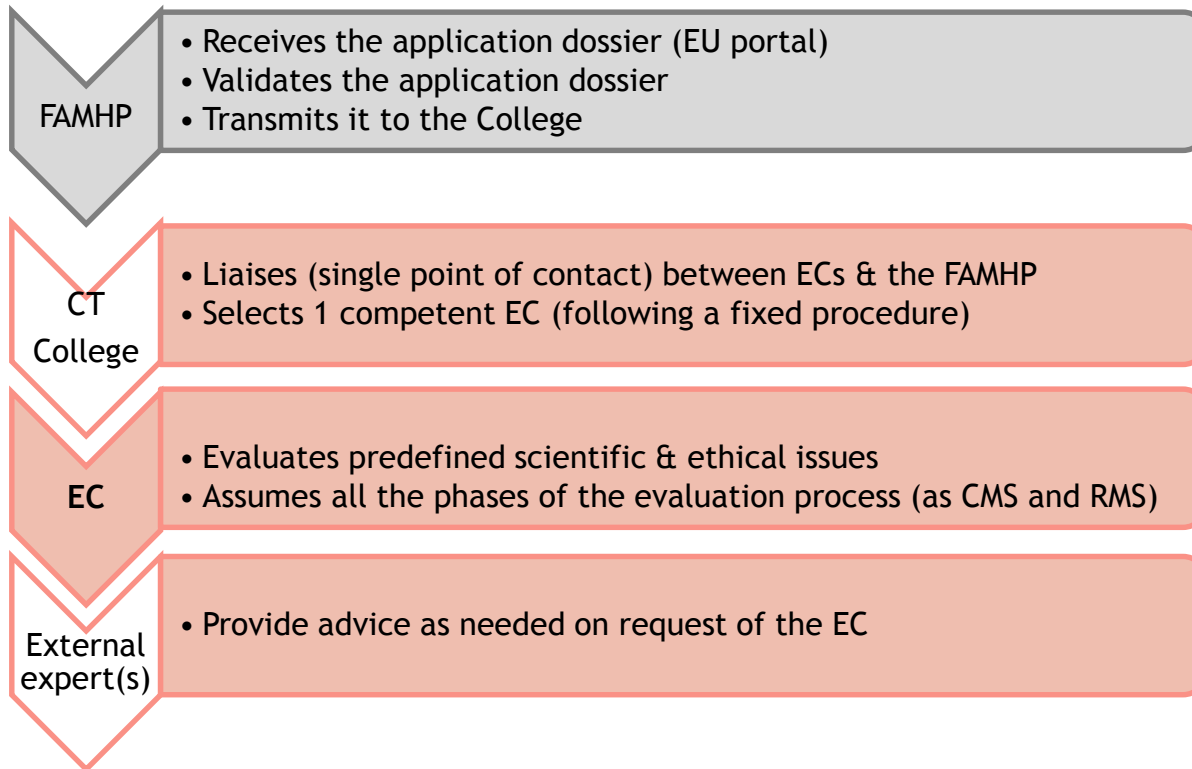 FAMHP
• Receives the application dossier (EU portal)
• Validates the application dossier
• Transmits it to the College
CT
College
• Liaises (single point of contact) between ECs & the FAMHP
• Selects 1 competent EC (following a fixed procedure)
EC
• Evaluates predefined scientific & ethical issues
• Assumes all the phases of the evaluation process (as CMS and RMS)
External
expert(s)
• Provide advice as needed on request of the EC